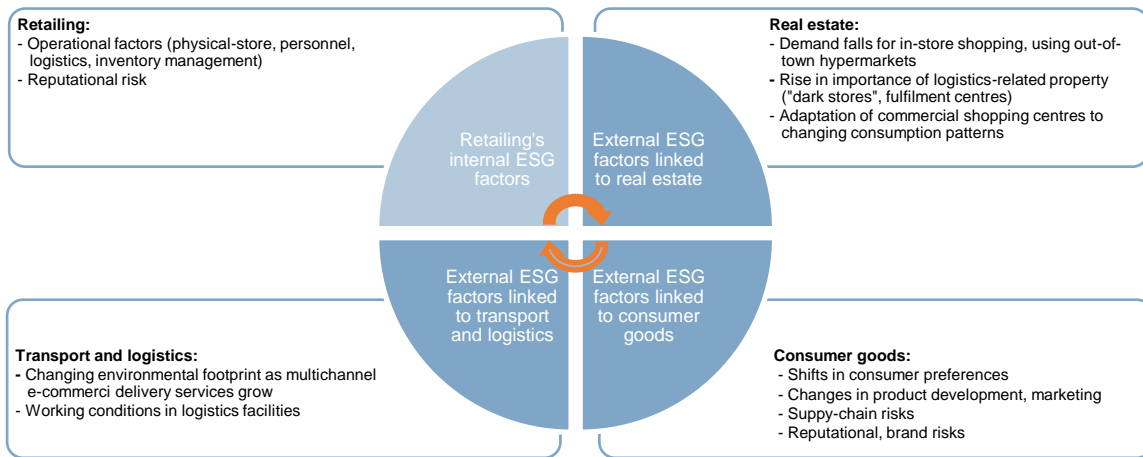 Retailing:
- Operational factors (physical-store, personnel,
logistics, inventory management)
- Reputational risk
Real estate:
- Demand falls for in-store shopping, using out-of-
town hypermarkets
- Rise in importance of logistics-related property
("dark stores", fulfilment centres)
- Adaptation of commercial shopping centres to
changing consumption patterns
Retailing's
internal ESG
factors
External ESG
factors linked
to real estate
External ESG
factors linked
to transport
and logistics
External ESG
factors linked
to consumer
goods
Transport and logistics:
- Changing environmental footprint as multichannel
e-commerci delivery services grow
- Working conditions in logistics facilities
Consumer goods:
- Shifts in consumer preferences
- Changes in product development, marketing
- Suppy-chain risks
- Reputational, brand risks